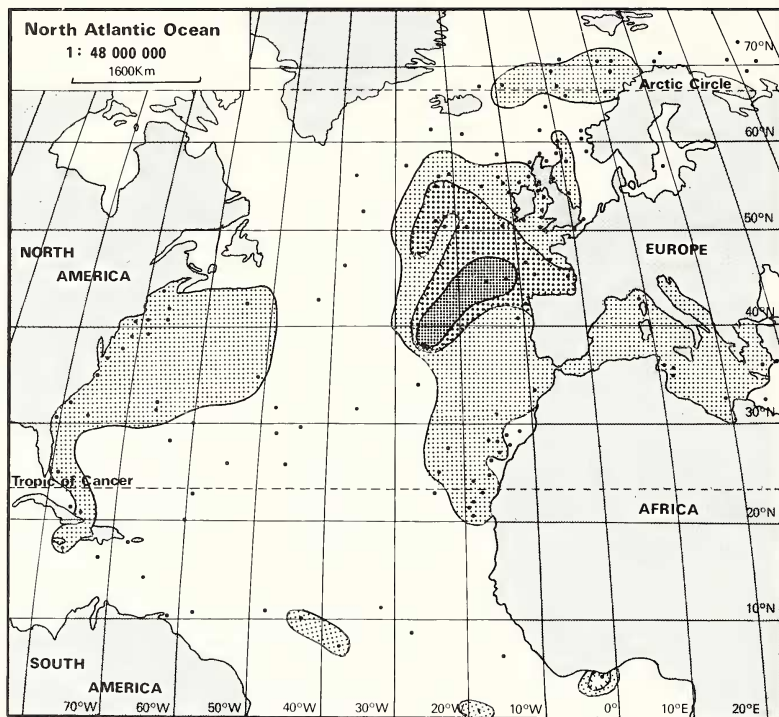 North Atlantic Ocean
1: 48 000 000
1600Km
70°N
Arctic Circle
60°N
50°N
NORTH
AMERICA
EUROPE
40°N
30°N
Tropic of Cancer
AFRICA
20°N
10°N
SOUTH
AMERICA
70°W
60°W
50°W
40°W
30°W
20°W
10°W
0°
10°E
20°E